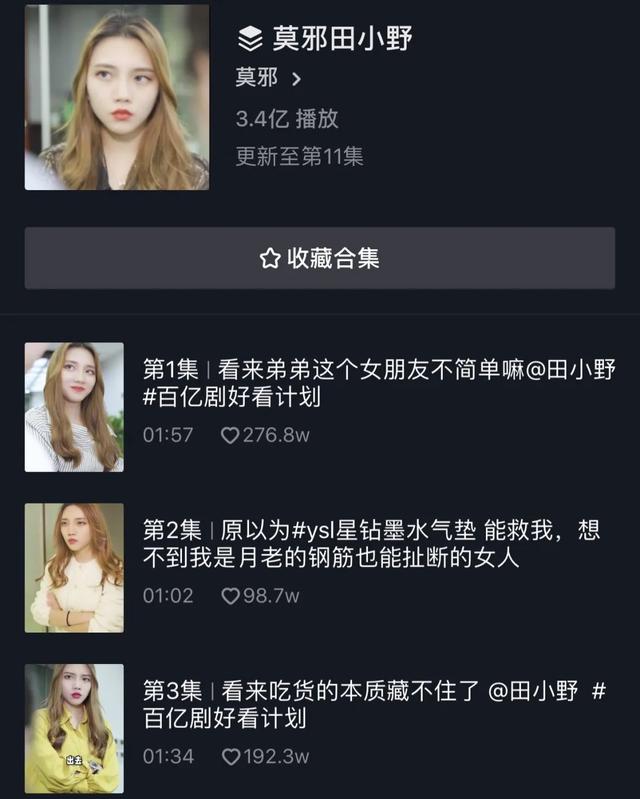 莫邪田小野
莫邪 >
3.4亿 播放
更新至第11集
收藏合集
第1集 | 看来弟弟这个女朋友不简单嘛@田小野
#百亿剧好看计划
01:57 276.8w
第2集 | 原以为#ysl星钻墨水气垫 能救我，想
不到我是月老的钢筋也能扯断的女人
01:02 98.7w
第3集 | 看来吃货的本质藏不住了 @田小野 #
百亿剧好看计划
出去
01:34 192.3w